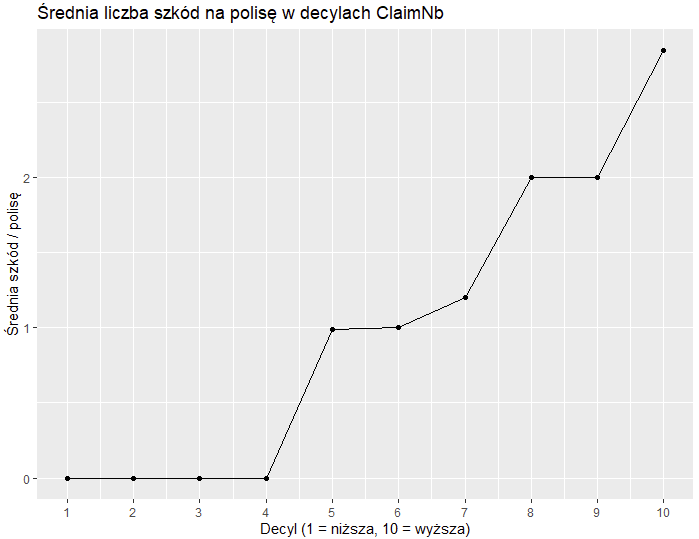 Średnia liczba szkód na polisę w decylach ClaimNb
Średnia szkód / polisę
2
1
0
1 2 3 4 5 6 7 8 9 10
Decyl (1 = niższa, 10 = wyższa)